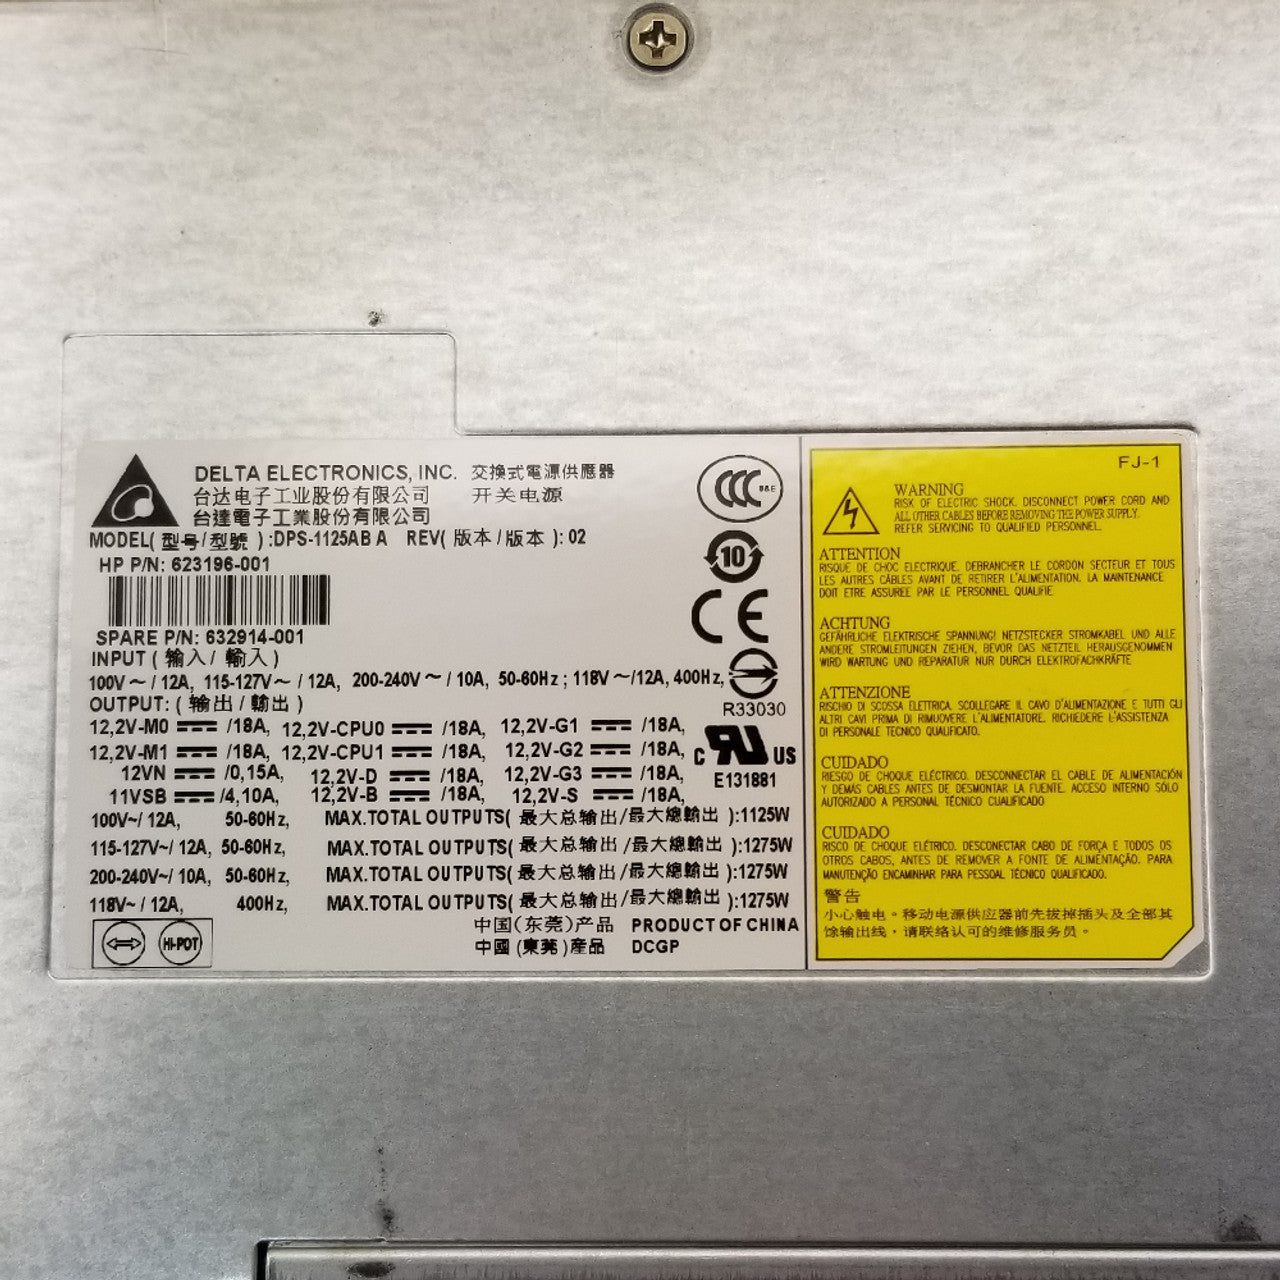 DELTA ELECTRONICS, INC. 交換式電源供應器
台达电子工业股份有限公司 开关电源
台達電子工業股份有限公司
MODEL( 型号/型號 ) :DPS-1125AB A REV( 版本/版本 ): 02
HP P/N: 623196-001
SPARE P/N: 632914-001
INPUT ( 输入/ 輸入 )
100V ~ / 12A, 115-127V ~ / 12A, 200-240V ~ / 10A, 50-60Hz ; 118V ~/12A, 400Hz,
OUTPUT: ( 输出 / 輸出 )
12,2V-M0 ⎓ /18A, 12,2V-CPU0 ⎓ /18A, 12,2V-G1 ⎓ /18A,
12,2V-M1 ⎓ /18A, 12,2V-CPU1 ⎓ /18A, 12,2V-G2 ⎓ /18A,
12VN ⎓ /0,15A, 12,2V-D ⎓ /18A, 12,2V-G3 ⎓ /18A,
11VSB ⎓ /4,10A, 12,2V-B ⎓ /18A, 12,2V-S ⎓ /18A,
100V~/ 12A, 50-60Hz, MAX.TOTAL OUTPUTS( 最大总输出/最大總輸出 ):1125W
115-127V~/ 12A, 50-60Hz, MAX.TOTAL OUTPUTS( 最大总输出 /最大總輸出 ):1275W
200-240V~/ 10A, 50-60Hz, MAX.TOTAL OUTPUTS( 最大总输出/最大總輸出 ):1275W
118V~ / 12A, 400Hz, MAX.TOTAL OUTPUTS( 最大总输出/最大總輸出 ):1275W
中国(东莞)产品 PRODUCT OF CHINA
中國 (東莞)産品 DCGP
HI-POT
CCC S&E
10
CE
R33030
c RU US
E131881
FJ-1
WARNING
RISK OF ELECTRIC SHOCK. DISCONNECT POWER CORD AND
ALL OTHER CABLES BEFORE REMOVING THE POWER SUPPLY.
REFER SERVICING TO QUALIFIED PERSONNEL.
ATTENTION
RISQUE DE CHOC ELECTRIQUE. DEBRANCHER LE CORDON SECTEUR ET TOUS
LES AUTRES CÂBLES AVANT DE RETIRER L'ALIMENTATION. LA MAINTENANCE
DOIT ETRE ASSUREE PAR LE PERSONNEL QUALIFIE
ACHTUNG
GEFÄHRLICHE ELEKTRISCHE SPANNUNG! NETZSTECKER STROMKABEL UND ALLE
ANDERE STROMLEITUNGEN ZIEHEN, BEVOR DAS NETZTEIL HERAUSGENOMMEN
WIRD WARTUNG UND REPARATUR NUR DURCH ELEKTROFACHKRÄFTE
ATTENZIONE
RISCHIO DI SCOSSA ELETTRICA. SCOLLEGARE IL CAVO D'ALIMENTAZIONE E TUTTI GLI
ALTRI CAVI PRIMA DI RIMUOVERE L'ALIMENTATORE. RICHIEDERE L'ASSISTENZA
DI PERSONALE TECNICO QUALIFICATO.
CUIDADO
RIESGO DE CHOQUE ELÉCTRICO. DESCONECTAR EL CABLE DE ALIMENTACIÓN
Y DEMAS CABLES ANTES DE DESMONTAR LA FUENTE. ACCESO INTERNO SÓLO
AUTORIZADO A PERSONAL TÉCNICO CUALIFICADO
CUIDADO
RISCO DE CHOQUE ELÉTRICO. DESCONECTAR CABO DE FORÇA E TODOS OS
OTROS CABOS, ANTES DE REMOVER A FONTE DE ALIMENTAÇÃO. PARA
MANUTENÇÃO ENCAMINHAR PARA PESSOAL TÉCNICO QUALIFICADO.
警告
小心触电。移动电源供应器前先拔掉插头及全部其
馀输出线,请联络认可的维修服务员。